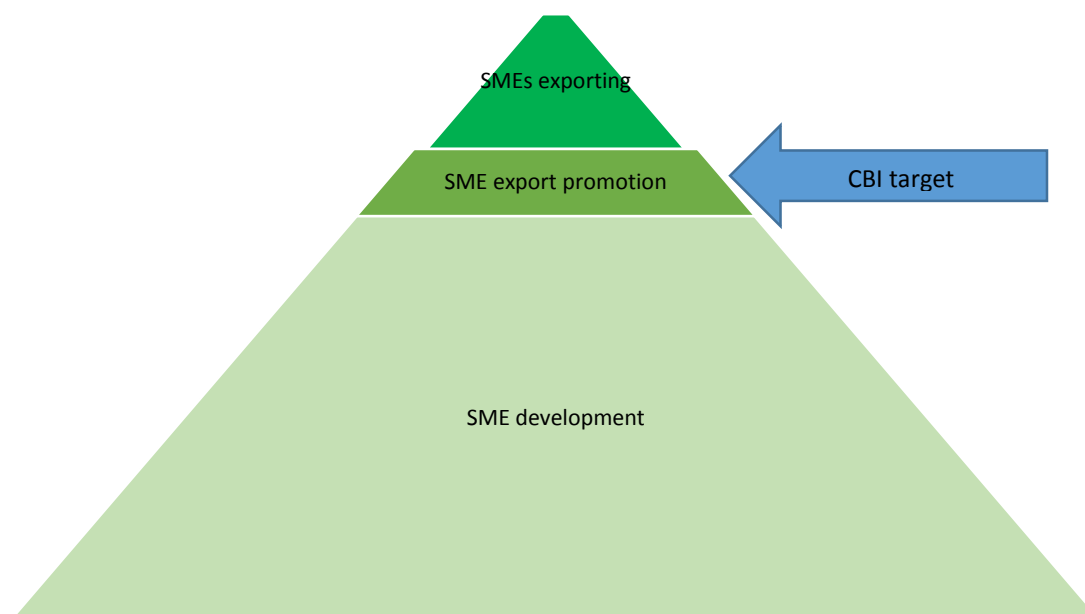 SMEs exporting
SME export promotion
CBI target
SME development